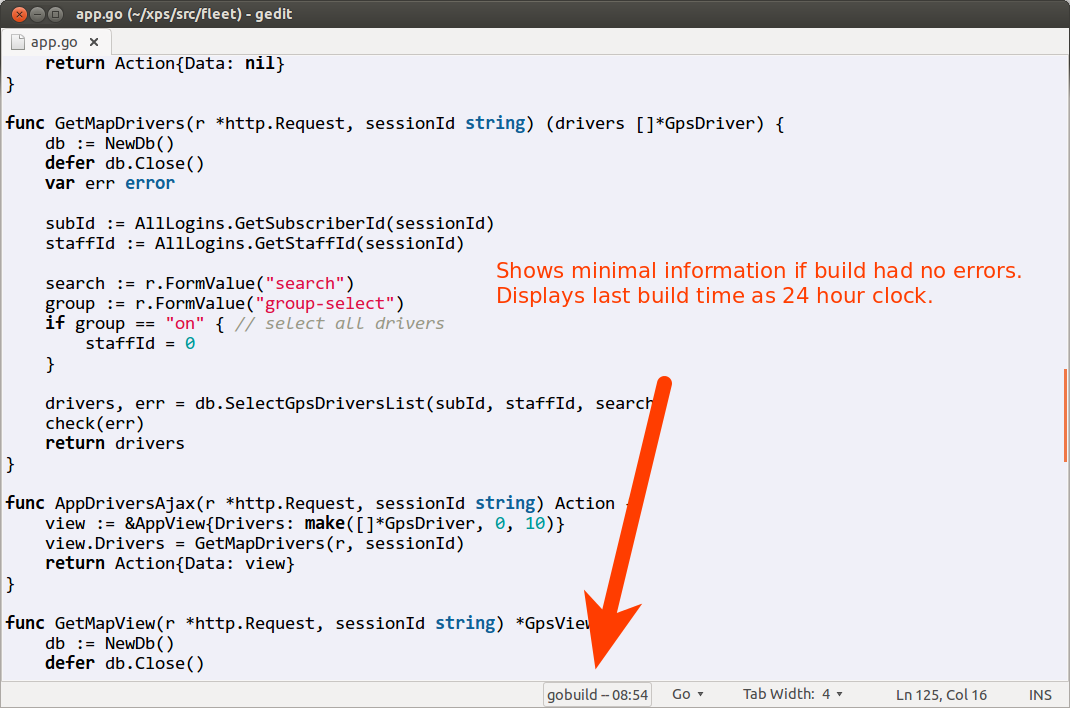 app.go (~/xps/src/fleet) - gedit
app.go
return Action{Data: nil}
}
func GetMapDrivers(r *http.Request, sessionId string) (drivers []*GpsDriver) {
db := NewDb()
defer db.Close()
var err error
subId := AllLogins.GetSubscriberId(sessionId)
staffId := AllLogins.GetStaffId(sessionId)
search := r.FormValue("search")
group := r.FormValue("group-select")
if group == "on" { // select all drivers
staffId = 0
}
Shows minimal information if build had no errors.
Displays last build time as 24 hour clock.
drivers, err = db.SelectGpsDriversList(subId, staffId, search
check(err)
return drivers
}
func AppDriversAjax(r *http.Request, sessionId string) Action {
view := &AppView{Drivers: make([]*GpsDriver, 0, 10)}
view.Drivers = GetMapDrivers(r, sessionId)
return Action{Data: view}
}
func GetMapView(r *http.Request, sessionId string) *GpsView
db := NewDb()
defer db.Close()
gobuild -- 08:54 Go Tab Width: 4 Ln 125, Col 16 INS